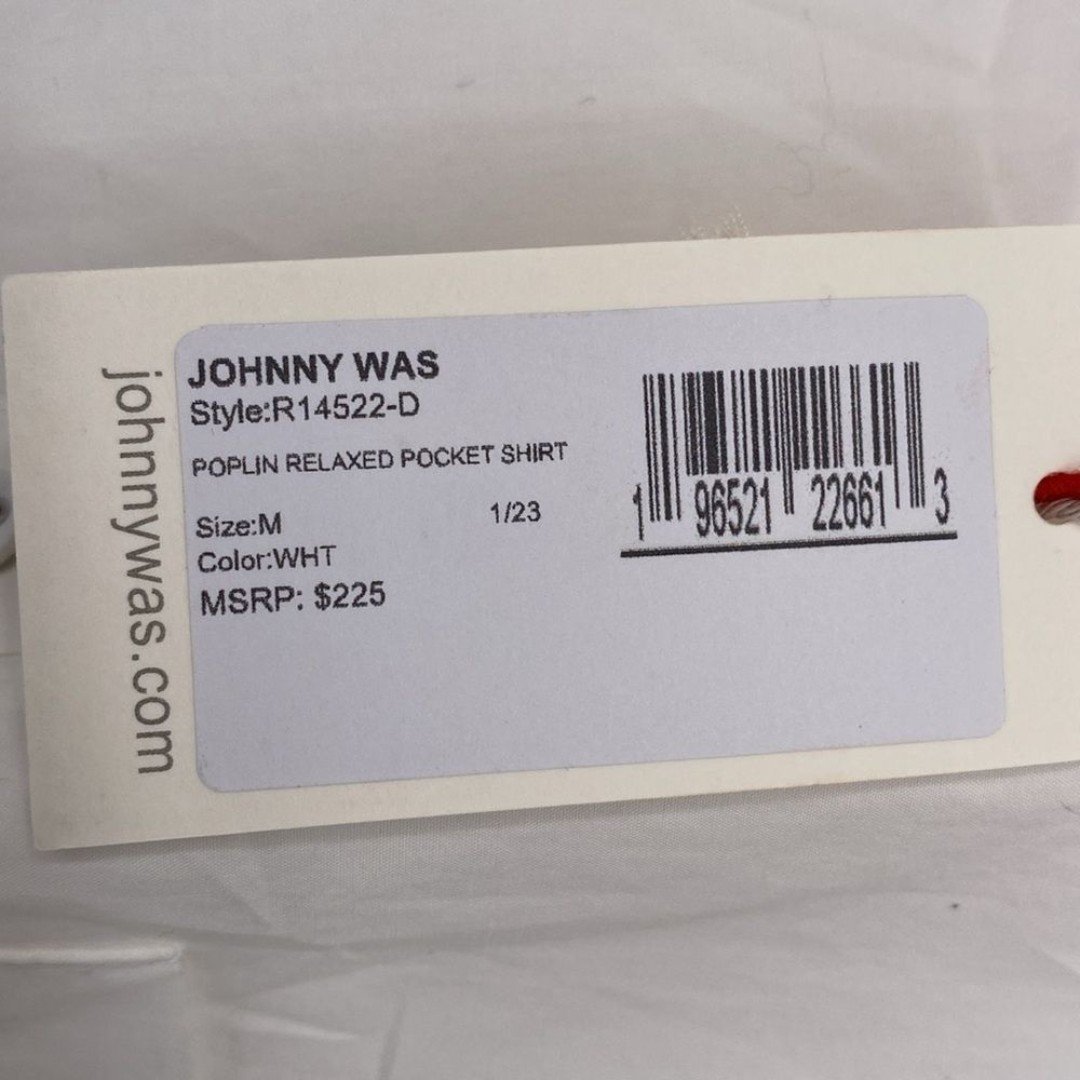 johnnywas.com
JOHNNY WAS
Style:R14522-D
POPLIN RELAXED POCKET SHIRT
Size:M 1/23
Color:WHT
MSRP: $225
1 96521 22661 3